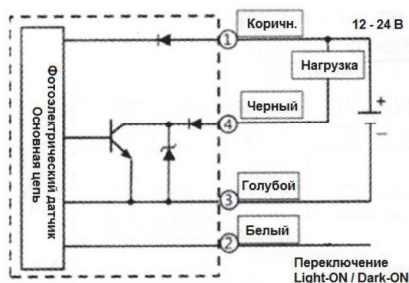 Коричн.
12 - 24 В
①
Нагрузка
+
Черный
④
−
Фотоэлектрический датчик
Основная цепь
Голубой
③
Белый
②
Переключение
Light-ON / Dark-ON